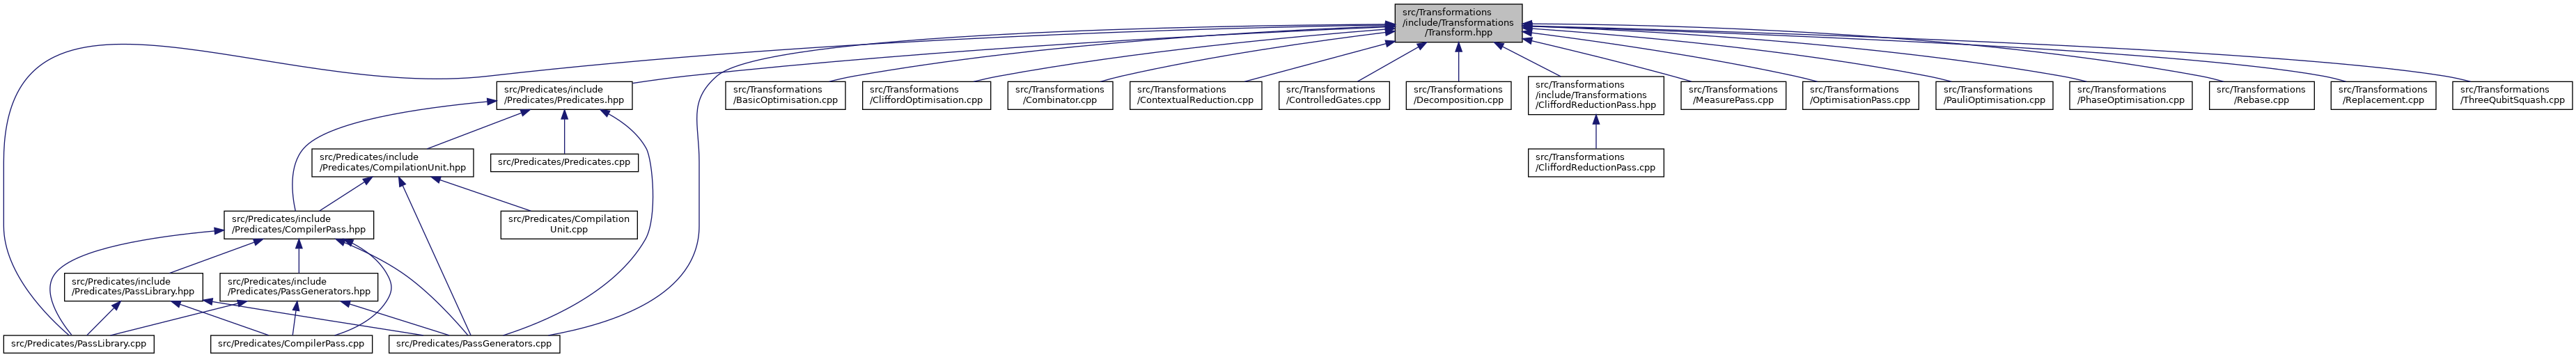 src/Transformations
/include/Transformations
/Transform.hpp
src/Predicates/include
/Predicates/Predicates.hpp
src/Transformations
/BasicOptimisation.cpp
src/Transformations
/CliffordOptimisation.cpp
src/Transformations
/Combinator.cpp
src/Transformations
/ContextualReduction.cpp
src/Transformations
/ControlledGates.cpp
src/Transformations
/Decomposition.cpp
src/Transformations
/include/Transformations
/CliffordReductionPass.hpp
src/Transformations
/MeasurePass.cpp
src/Transformations
/OptimisationPass.cpp
src/Transformations
/PauliOptimisation.cpp
src/Transformations
/PhaseOptimisation.cpp
src/Transformations
/Rebase.cpp
src/Transformations
/Replacement.cpp
src/Transformations
/ThreeQubitSquash.cpp
src/Predicates/include
/Predicates/CompilationUnit.hpp
src/Predicates/Predicates.cpp
src/Transformations
/CliffordReductionPass.cpp
src/Predicates/include
/Predicates/CompilerPass.hpp
src/Predicates/Compilation
Unit.cpp
src/Predicates/include
/Predicates/PassLibrary.hpp
src/Predicates/include
/Predicates/PassGenerators.hpp
src/Predicates/PassLibrary.cpp
src/Predicates/CompilerPass.cpp
src/Predicates/PassGenerators.cpp